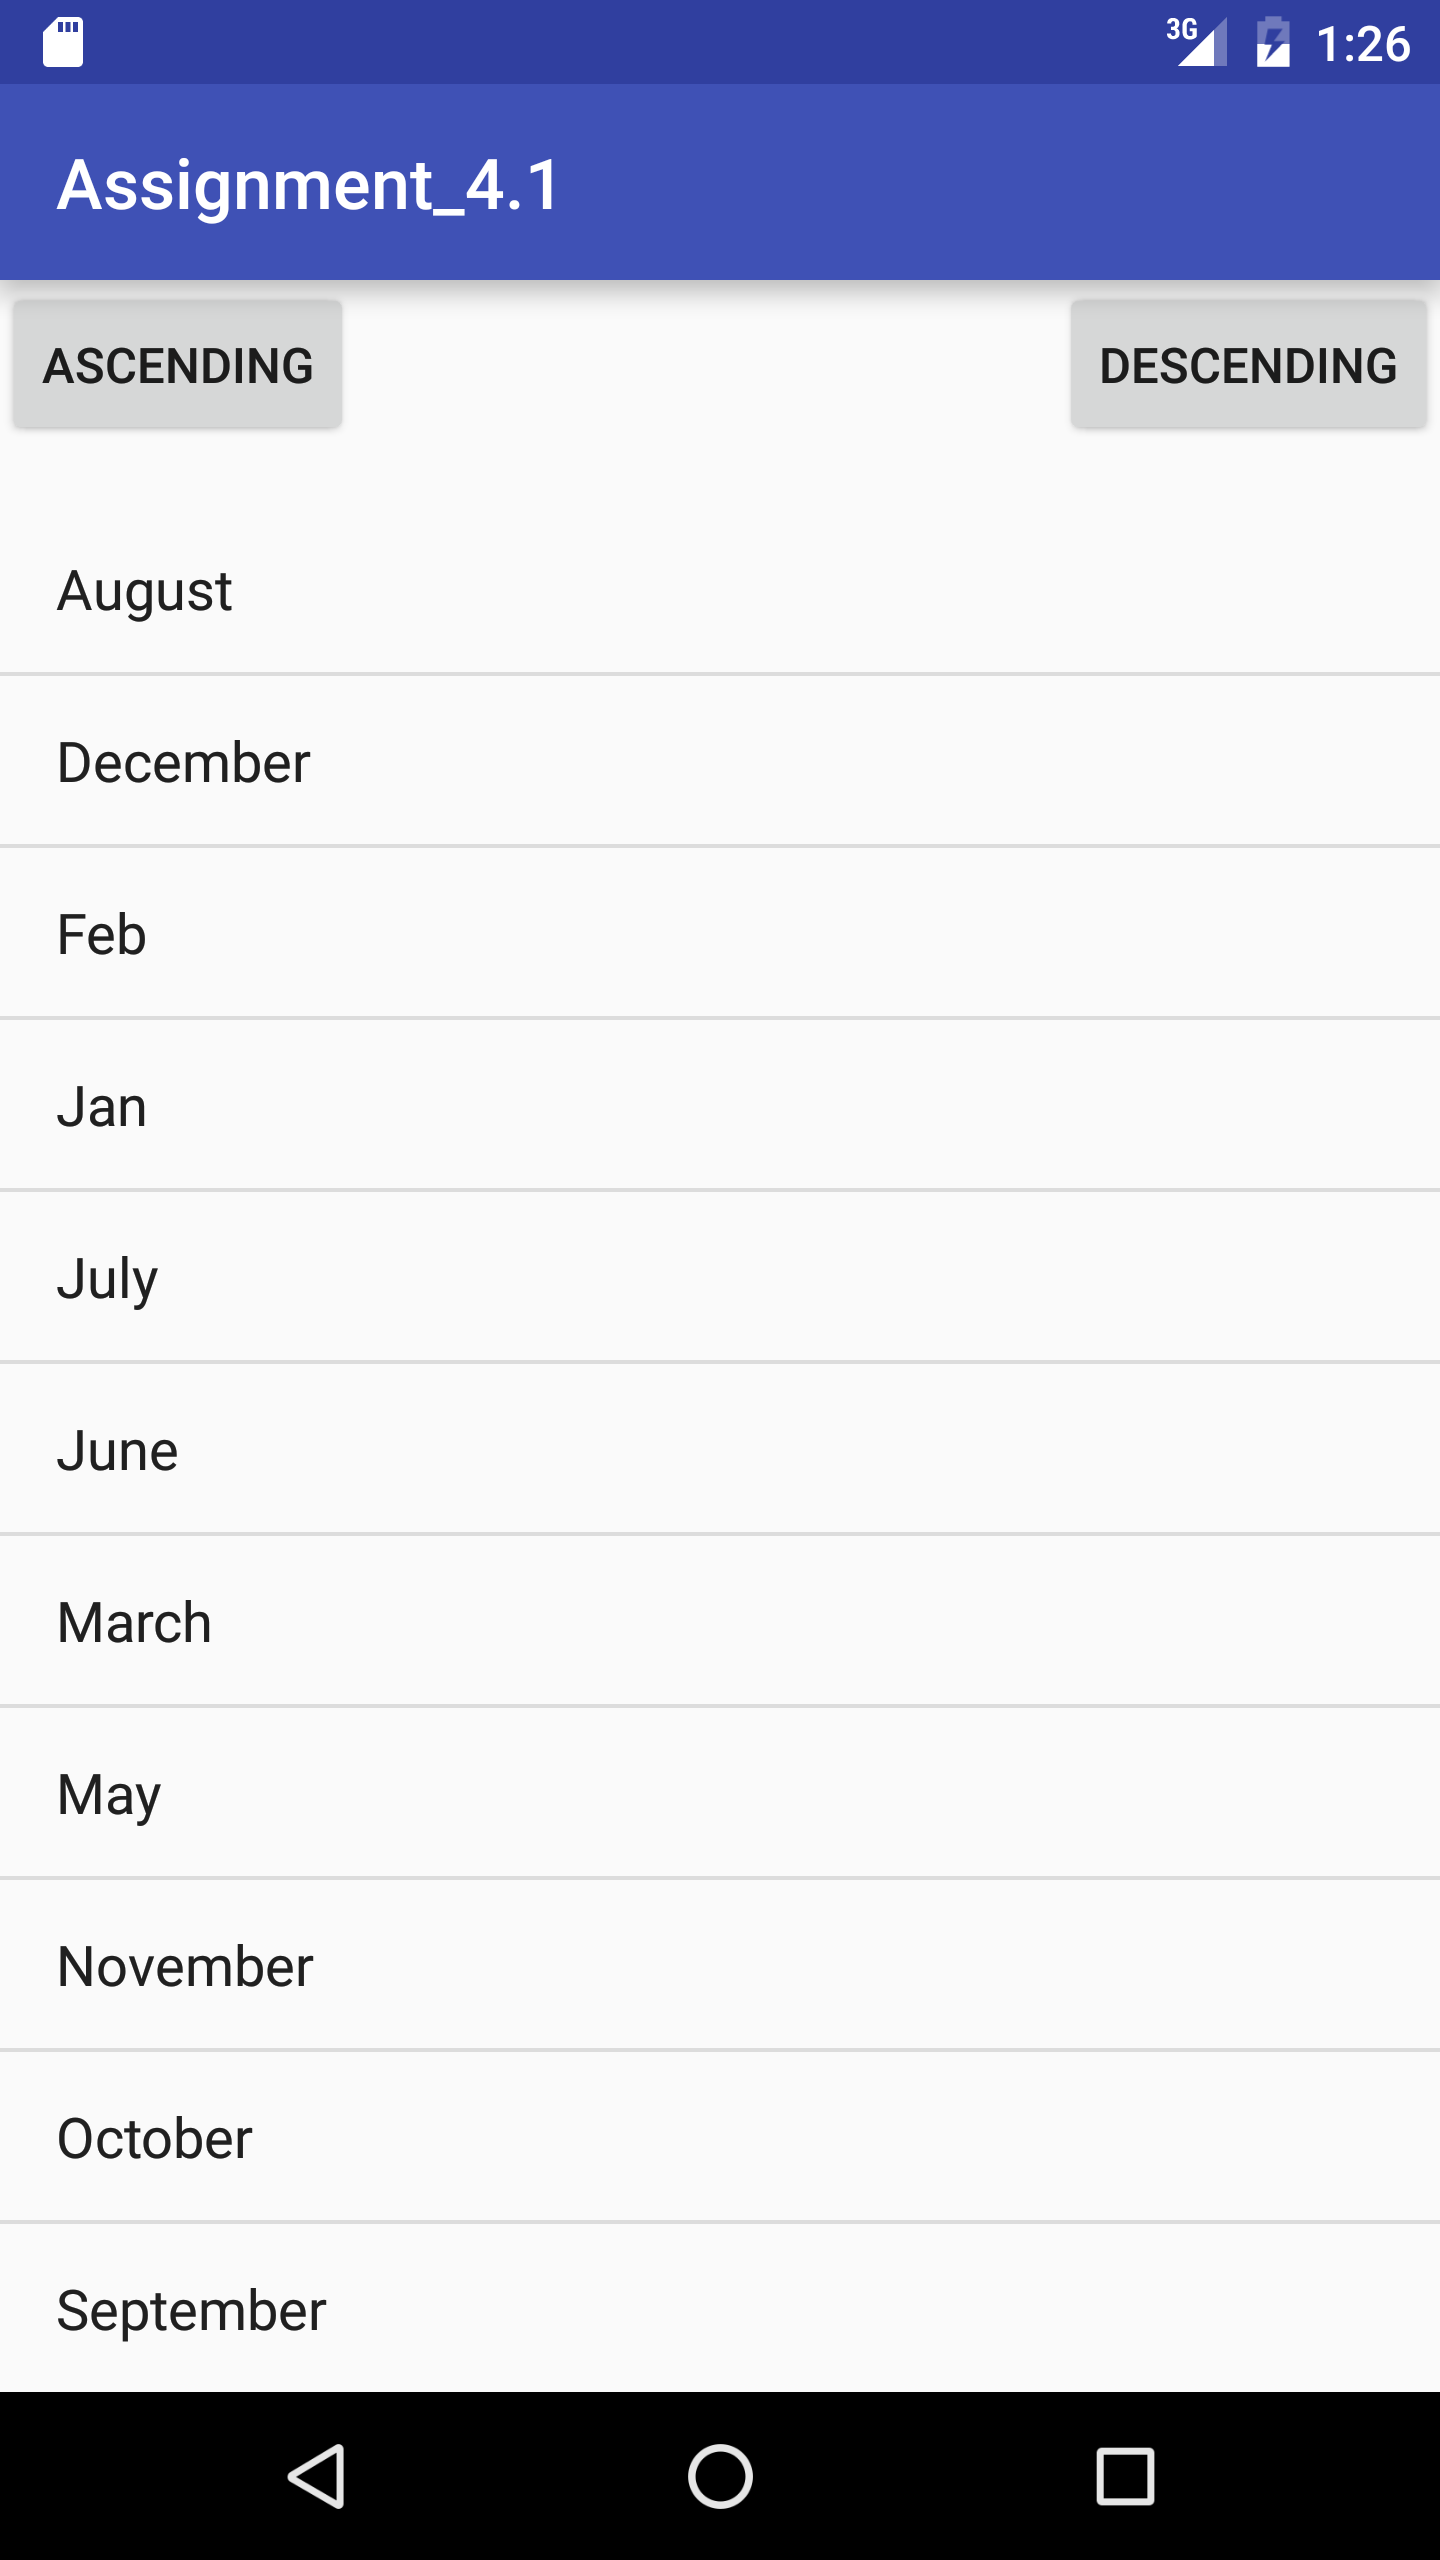 3G 1:26
Assignment_4.1
ASCENDING DESCENDING
August
December
Feb
Jan
July
June
March
May
November
October
September